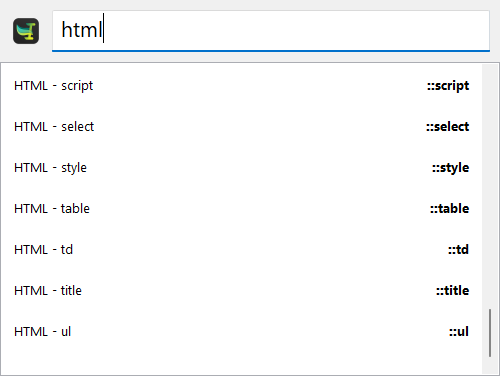 html
HTML - script ::script
HTML - select ::select
HTML - style ::style
HTML - table ::table
HTML - td ::td
HTML - title ::title
HTML - ul ::ul